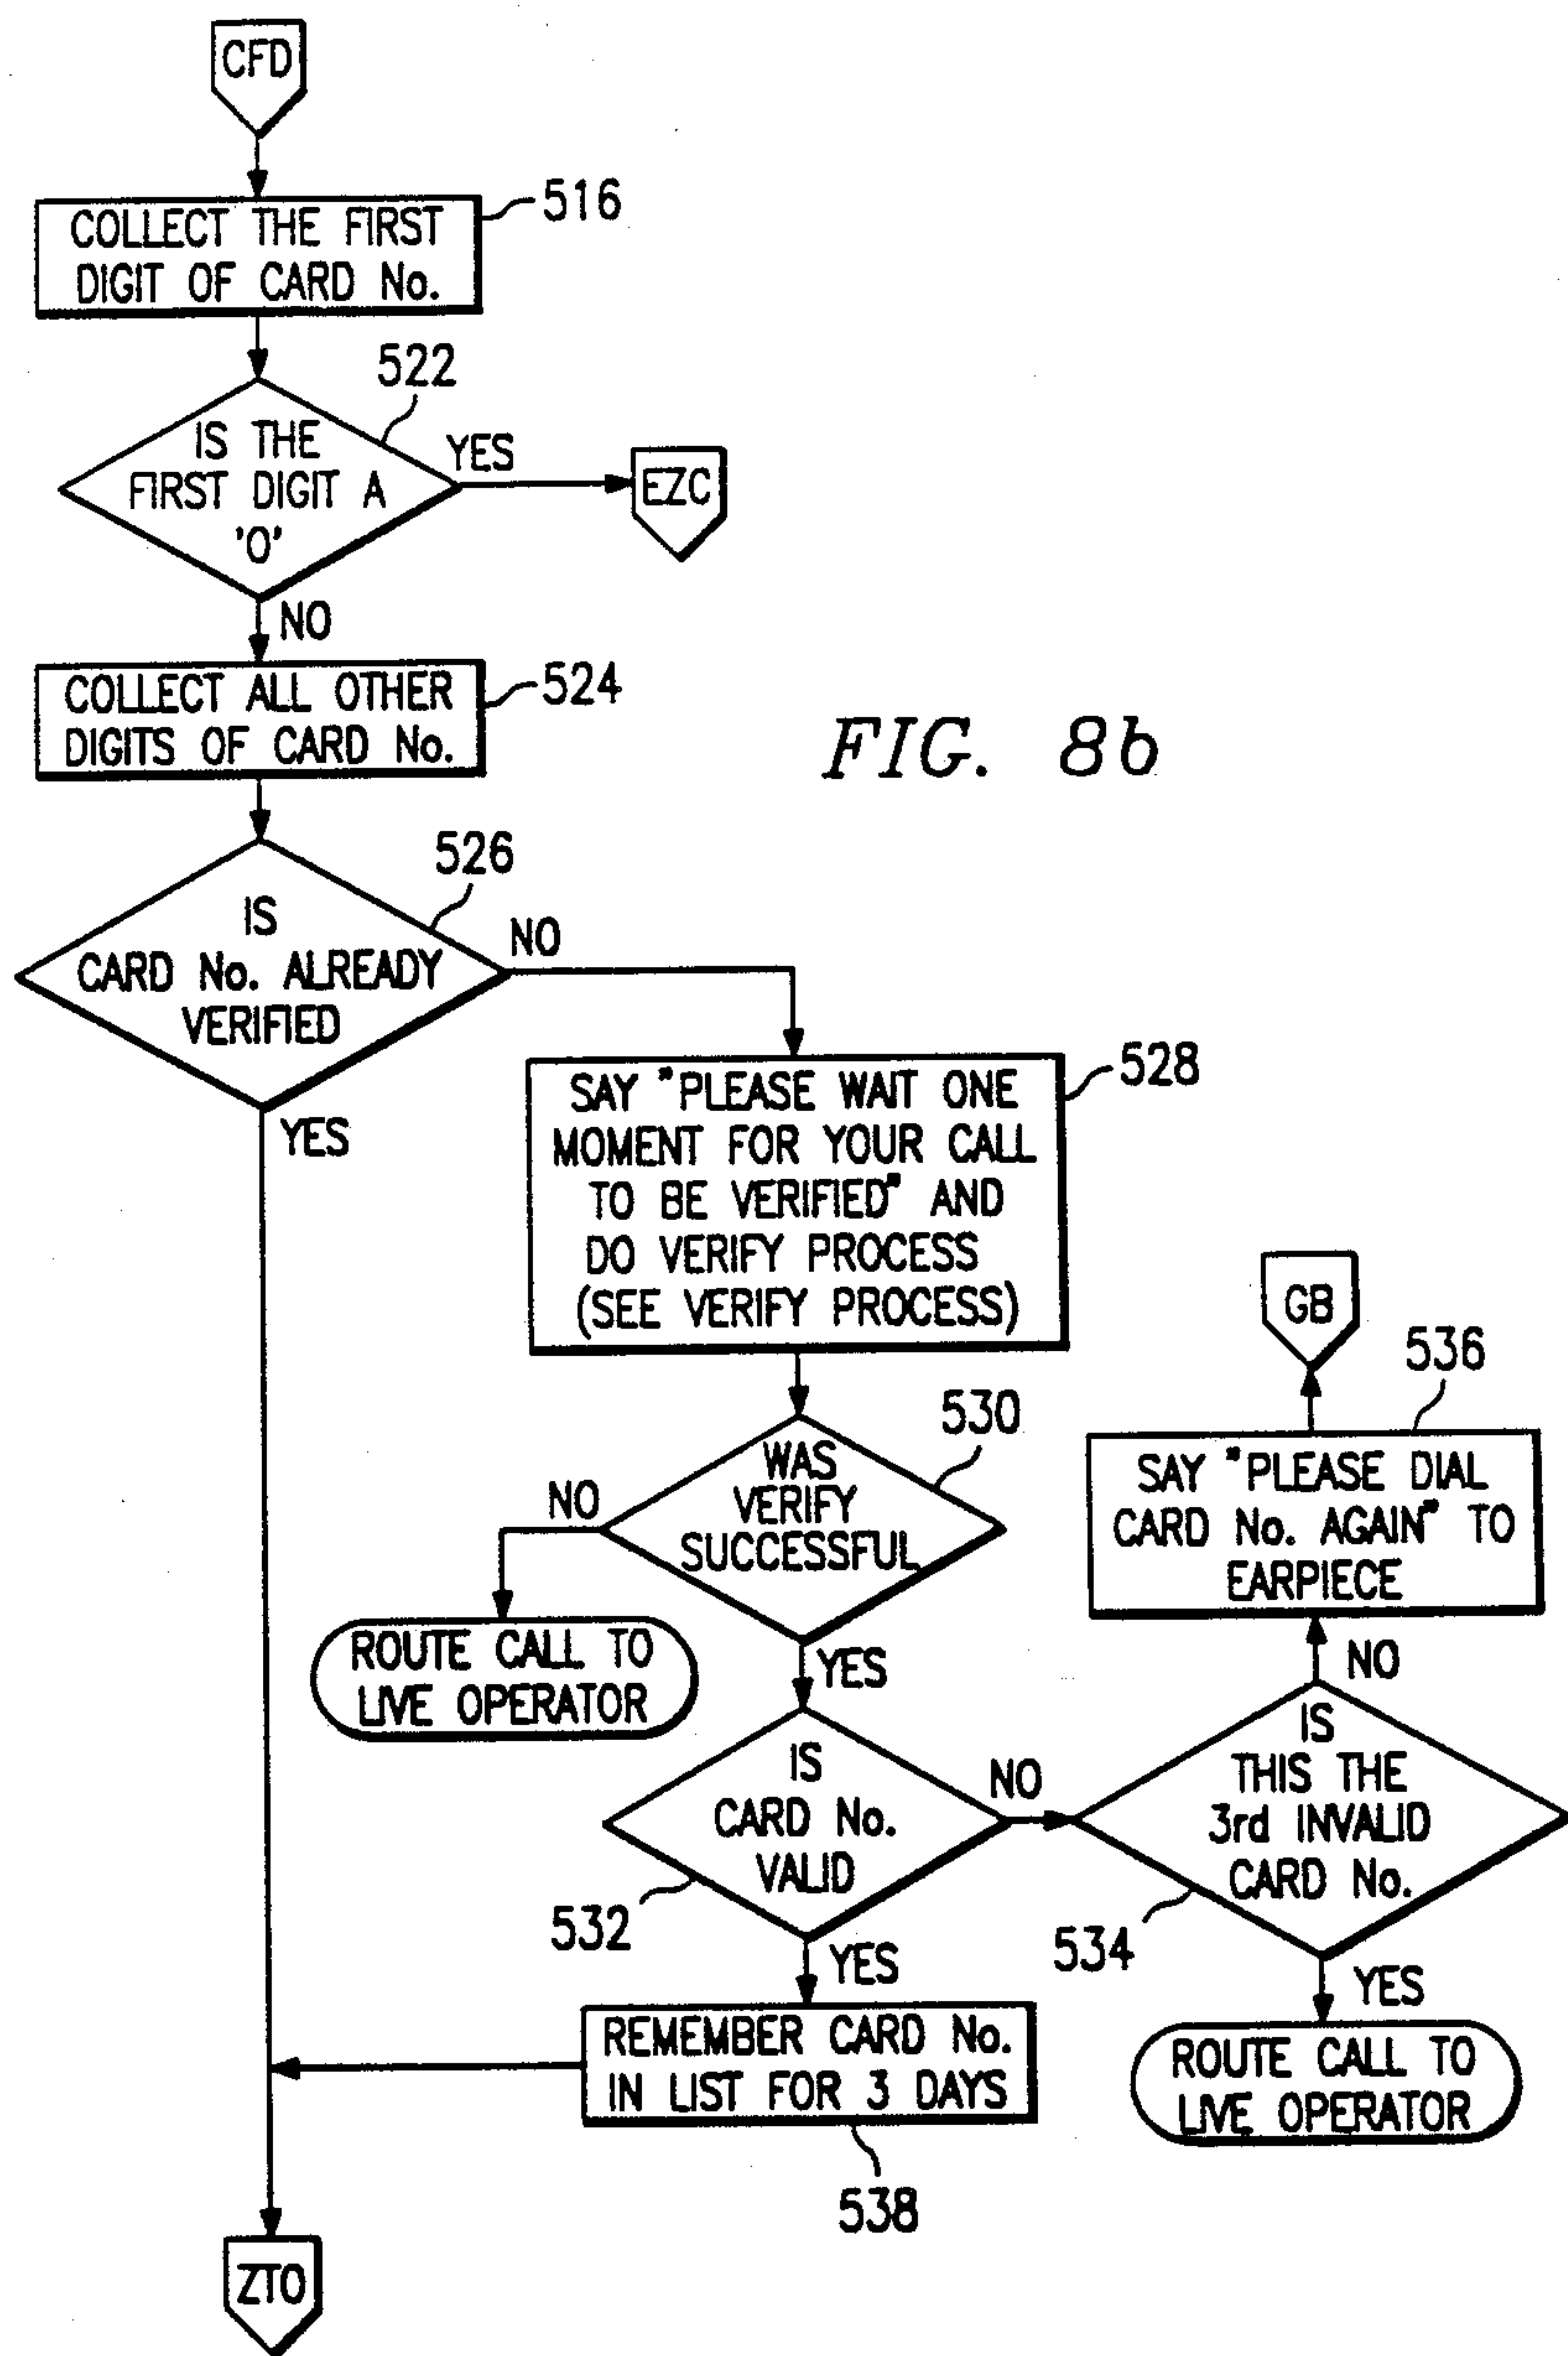 CFD
516
COLLECT THE FIRST
DIGIT OF CARD No.
522
IS THE
FIRST DIGIT A
'0'
YES
EZC
NO
524
COLLECT ALL OTHER
DIGITS OF CARD No.
FIG. 8b
526
IS
CARD No. ALREADY
VERIFIED
NO
YES
528
SAY "PLEASE WAIT ONE
MOMENT FOR YOUR CALL
TO BE VERIFIED" AND
DO VERIFY PROCESS
(SEE VERIFY PROCESS)
530
WAS
VERIFY
SUCCESSFUL
NO
ROUTE CALL TO
LIVE OPERATOR
YES
IS
CARD No.
VALID
532
NO
IS
THIS THE
3rd INVALID
CARD No.
534
NO
536
SAY "PLEASE DIAL
CARD No. AGAIN" TO
EARPIECE
GB
YES
ROUTE CALL TO
LIVE OPERATOR
YES
REMEMBER CARD No.
IN LIST FOR 3 DAYS
538
ZTO